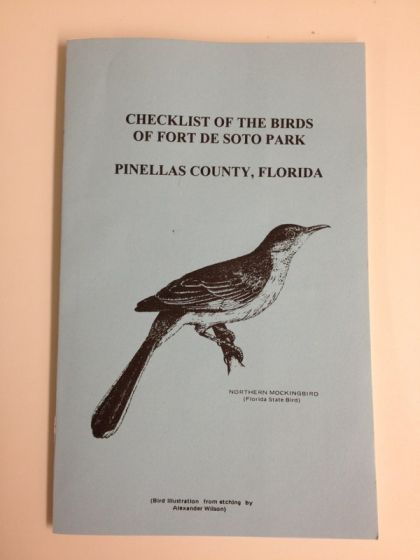 CHECKLIST OF THE BIRDS
OF FORT DE SOTO PARK
PINELLAS COUNTY, FLORIDA
NORTHERN MOCKINGBIRD
(Florida State Bird)
(Bird Illustration from etching by
Alexander Wilson)